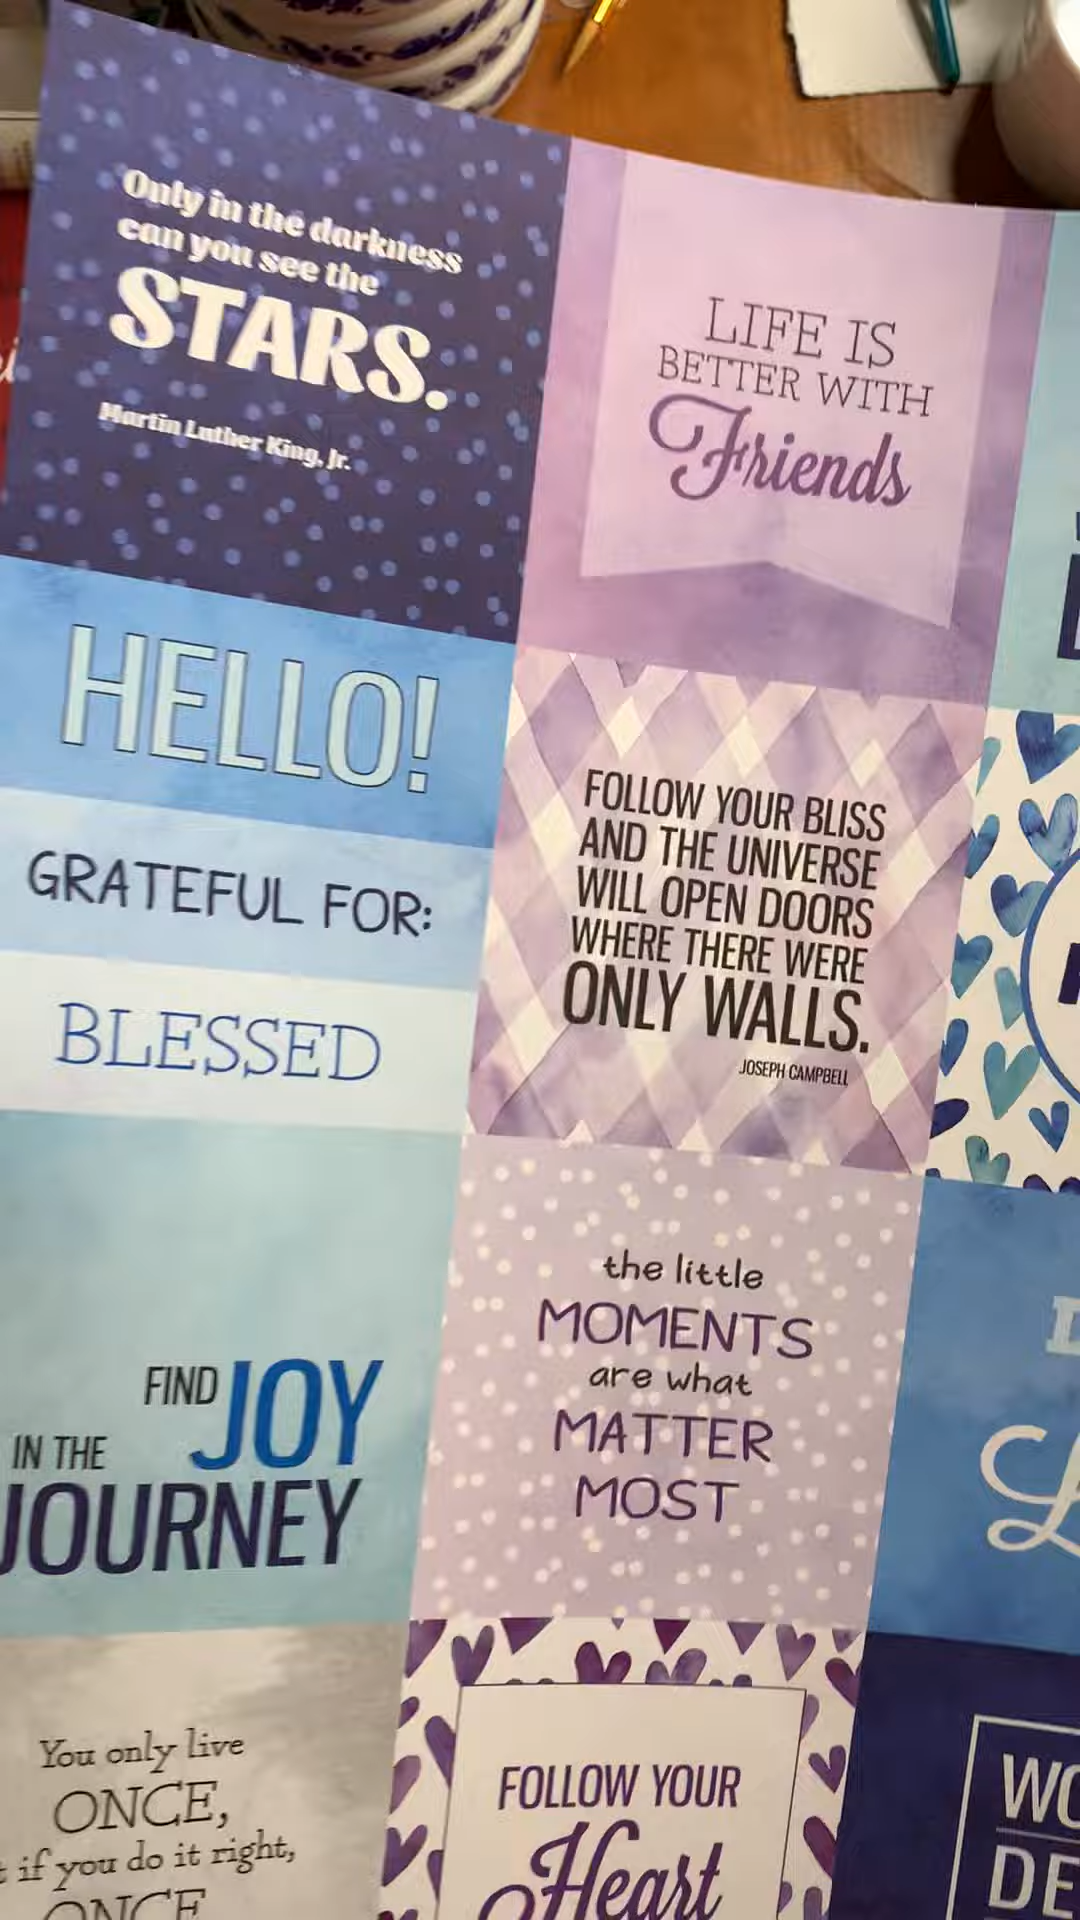 Only in the darkness
can you see the
STARS.
Martin Luther King, Jr.
LIFE IS
BETTER WITH
Friends
HELLO!
GRATEFUL FOR:
BLESSED
FOLLOW YOUR BLISS
AND THE UNIVERSE
WILL OPEN DOORS
WHERE THERE WERE
ONLY WALLS.
JOSEPH CAMPBELL
FIND JOY
IN THE
JOURNEY
the little
MOMENTS
are what
MATTER
MOST
You only live
ONCE,
if you do it right,
ONCE
FOLLOW YOUR
Heart